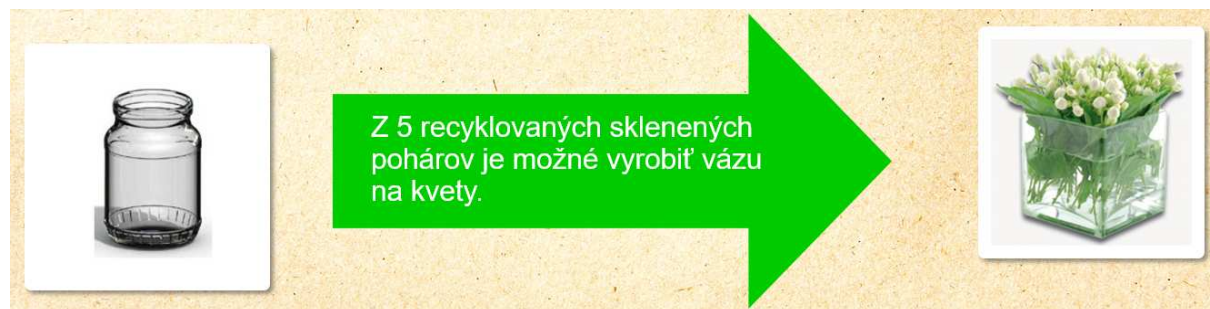 Z 5 recyklovaných sklenených
pohárov je možné vyrobiť vázu
na kvety.